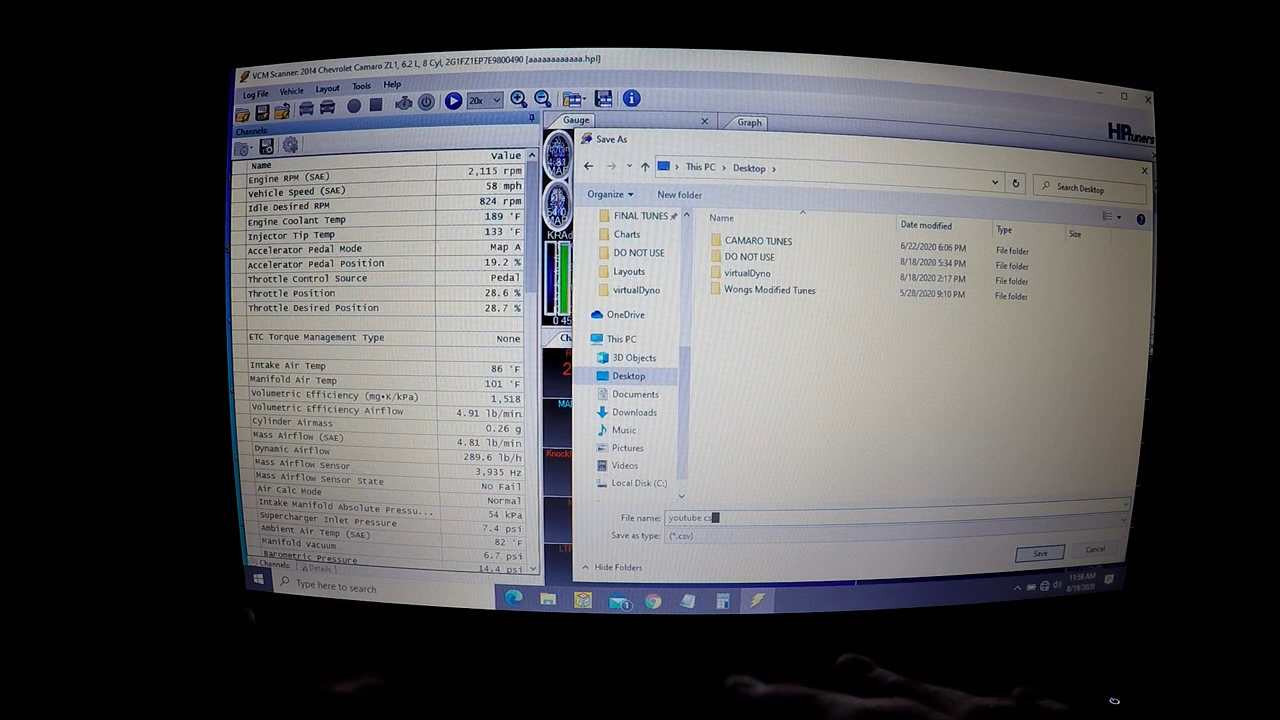 VCM Scanner: 2014 Chevrolet Camaro ZL1, 6.2 L, 8 Cyl, 2G1FZ1EP7E9800490 [aaaaaaaaaaaa.hpl]
Log File Vehicle Layout Tools Help
20x
Channels
Gauge
Graph
HPtuners
Name Value
Engine RPM (SAE) 2,115 rpm
Vehicle Speed (SAE) 58 mph
Idle Desired RPM 824 rpm
Engine Coolant Temp 189 °F
Injector Tip Temp 133 °F
Accelerator Pedal Mode Map A
Accelerator Pedal Position 19.2 %
Throttle Control Source Pedal
Throttle Position 28.6 %
Throttle Desired Position 28.7 %
ETC Torque Management Type None
Intake Air Temp 86 °F
Manifold Air Temp 101 °F
Volumetric Efficiency (mg•K/kPa) 1,518
Volumetric Efficiency Airflow 4.91 lb/min
Cylinder Airmass 0.26 g
Mass Airflow (SAE) 4.81 lb/min
Dynamic Airflow 289.6 lb/h
Mass Airflow Sensor 3,935 Hz
Mass Airflow Sensor State No Fail
Air Calc Mode Normal
Intake Manifold Absolute Pressu... 54 kPa
Supercharger Inlet Pressure 7.4 psi
Ambient Air Temp (SAE) 82 °F
Manifold Vacuum 6.7 psi
Barometric Pressure 14.4 psi
Channels Details
Save As
This PC > Desktop >
Search Desktop
Organize New folder
FINAL TUNES
Charts
DO NOT USE
Layouts
virtualDyno
OneDrive
This PC
3D Objects
Desktop
Documents
Downloads
Music
Pictures
Videos
Local Disk (C:)
Name Date modified Type Size
CAMARO TUNES 6/22/2020 6:06 PM File folder
DO NOT USE 8/18/2020 5:34 PM File folder
virtualDyno 8/18/2020 2:17 PM File folder
Wongs Modified Tunes 5/28/2020 9:10 PM File folder
File name: youtube cs
Save as type: (*.csv)
Hide Folders
Save
Cancel
Type here to search
11:59 AM
8/19/2020